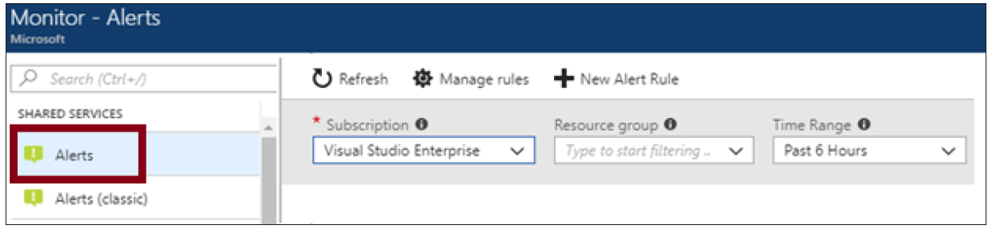 Monitor - Alerts
Microsoft
Search (Ctrl+/)
SHARED SERVICES
Alerts
Alerts (classic)
Refresh Manage rules New Alert Rule
* Subscription Resource group Time Range
Visual Studio Enterprise Type to start filtering .. Past 6 Hours